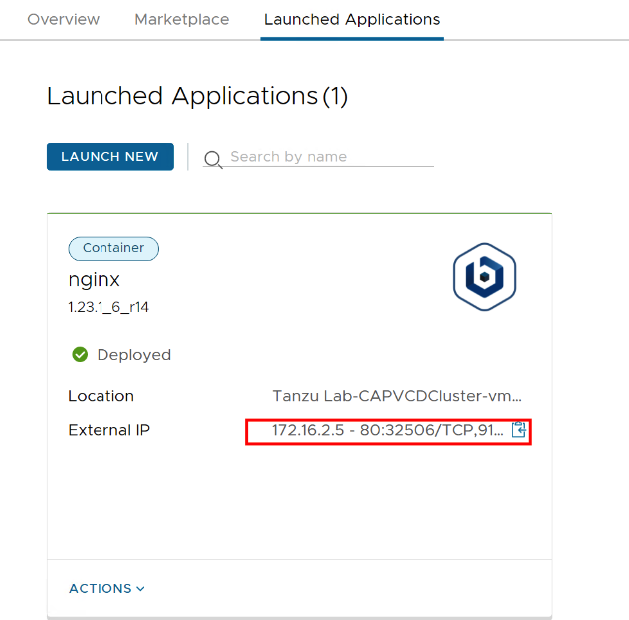 Overview Marketplace Launched Applications
Launched Applications (1)
LAUNCH NEW Search by name
Container
nginx
1.23.1_6_r14
Deployed
Location Tanzu Lab-CAPVCDCluster-vm...
External IP 172.16.2.5 - 80:32506/TCP,91...
ACTIONS